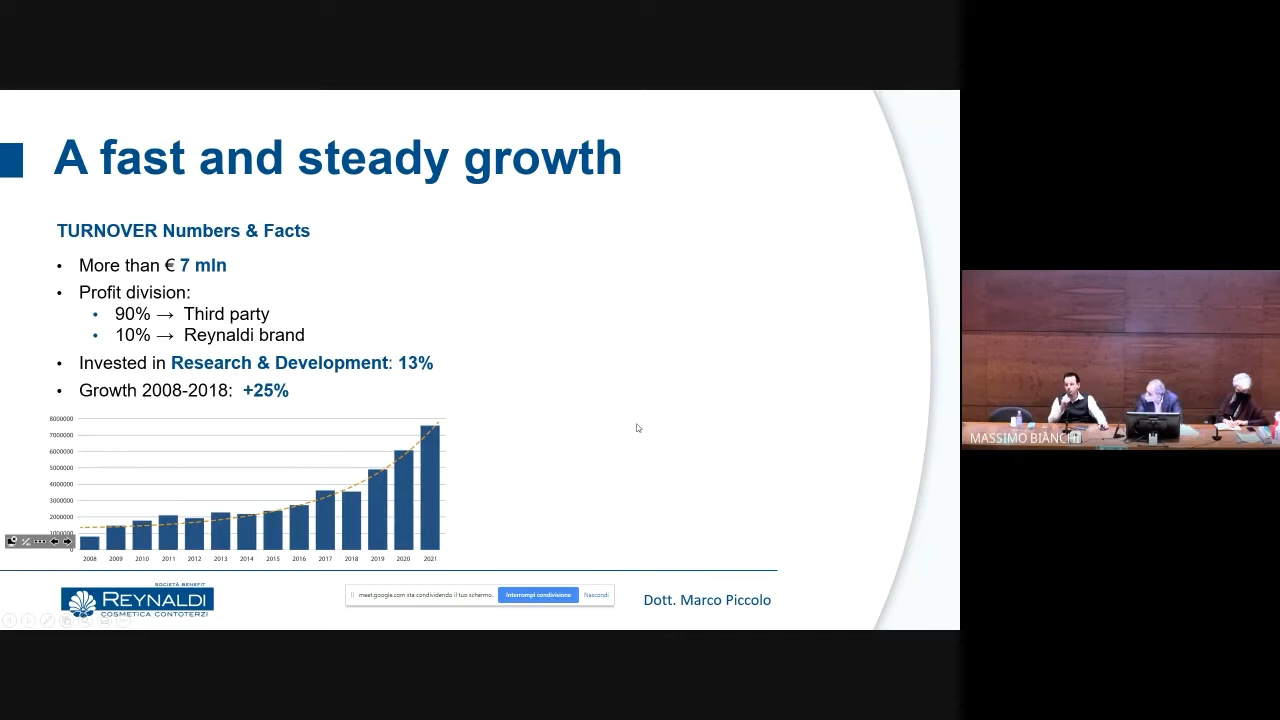 A fast and steady growth
TURNOVER Numbers & Facts
• More than € 7 mln
• Profit division:
• 90% → Third party
• 10% → Reynaldi brand
• Invested in Research & Development: 13%
• Growth 2008-2018: +25%
8000000
7000000
6000000
5000000
4000000
3000000
2000000
1000000
0
2008 2009 2010 2011 2012 2013 2014 2015 2016 2017 2018 2019 2020 2021
SOCIETÀ BENEFIT
REYNALDI
COSMETICA CONTOTERZI
meet.google.com sta condividendo il tuo schermo. Interrompi condivisione Nascondi
Dott. Marco Piccolo
MASSIMO BIANCHI